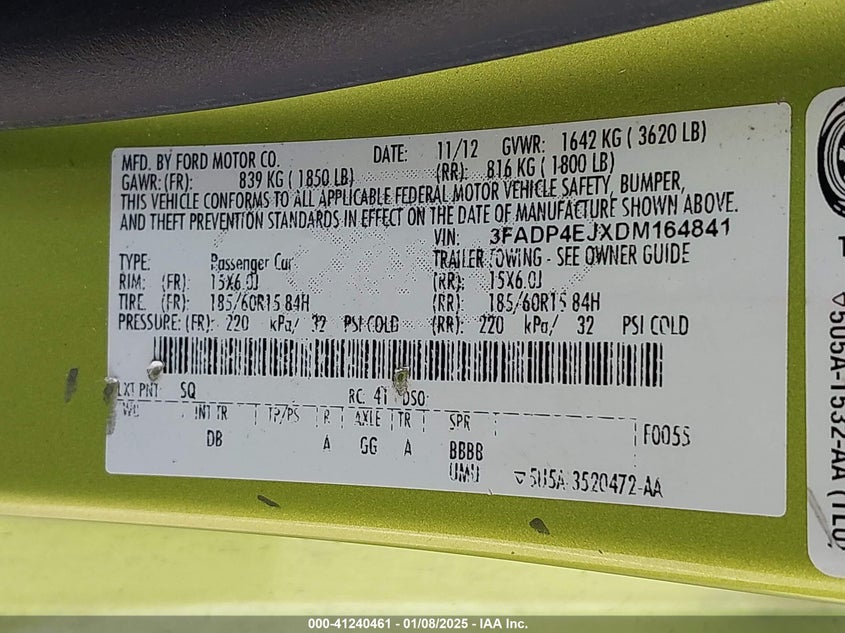 MFD. BY FORD MOTOR CO. DATE: 11/12 GVWR: 1642 KG ( 3620 LB)
GAWR: (FR): 839 KG ( 1850 LB) (RR): 816 KG ( 1800 LB)
THIS VEHICLE CONFORMS TO ALL APPLICABLE FEDERAL MOTOR VEHICLE SAFETY, BUMPER,
AND THEFT PREVENTION STANDARDS IN EFFECT ON THE DATE OF MANUFACTURE SHOWN ABOVE.
VIN: 3FADP4EJXDM164841
TYPE: Passenger Car TRAILER TOWING - SEE OWNER GUIDE
RIM: (FR): 15X6.0J (RR): 15X6.0J
TIRE. (FR): 185/60R15 84H (RR): 185/60R15 84H
PRESSURE: (FR): 220 kPa/ 32 PSI COLD (RR): 220 kPa/ 32 PSI COLD
EXT PNT: SQ RC: 41 DSO:
WB INT TR TP/PS R AXLE TR SPR F0055
DB A GG A BBBB
UMU ▽5U5A-3520472-AA
▽5U5A-1532-AA (TLU
000-41240461 - 01/08/2025 - IAA Inc.